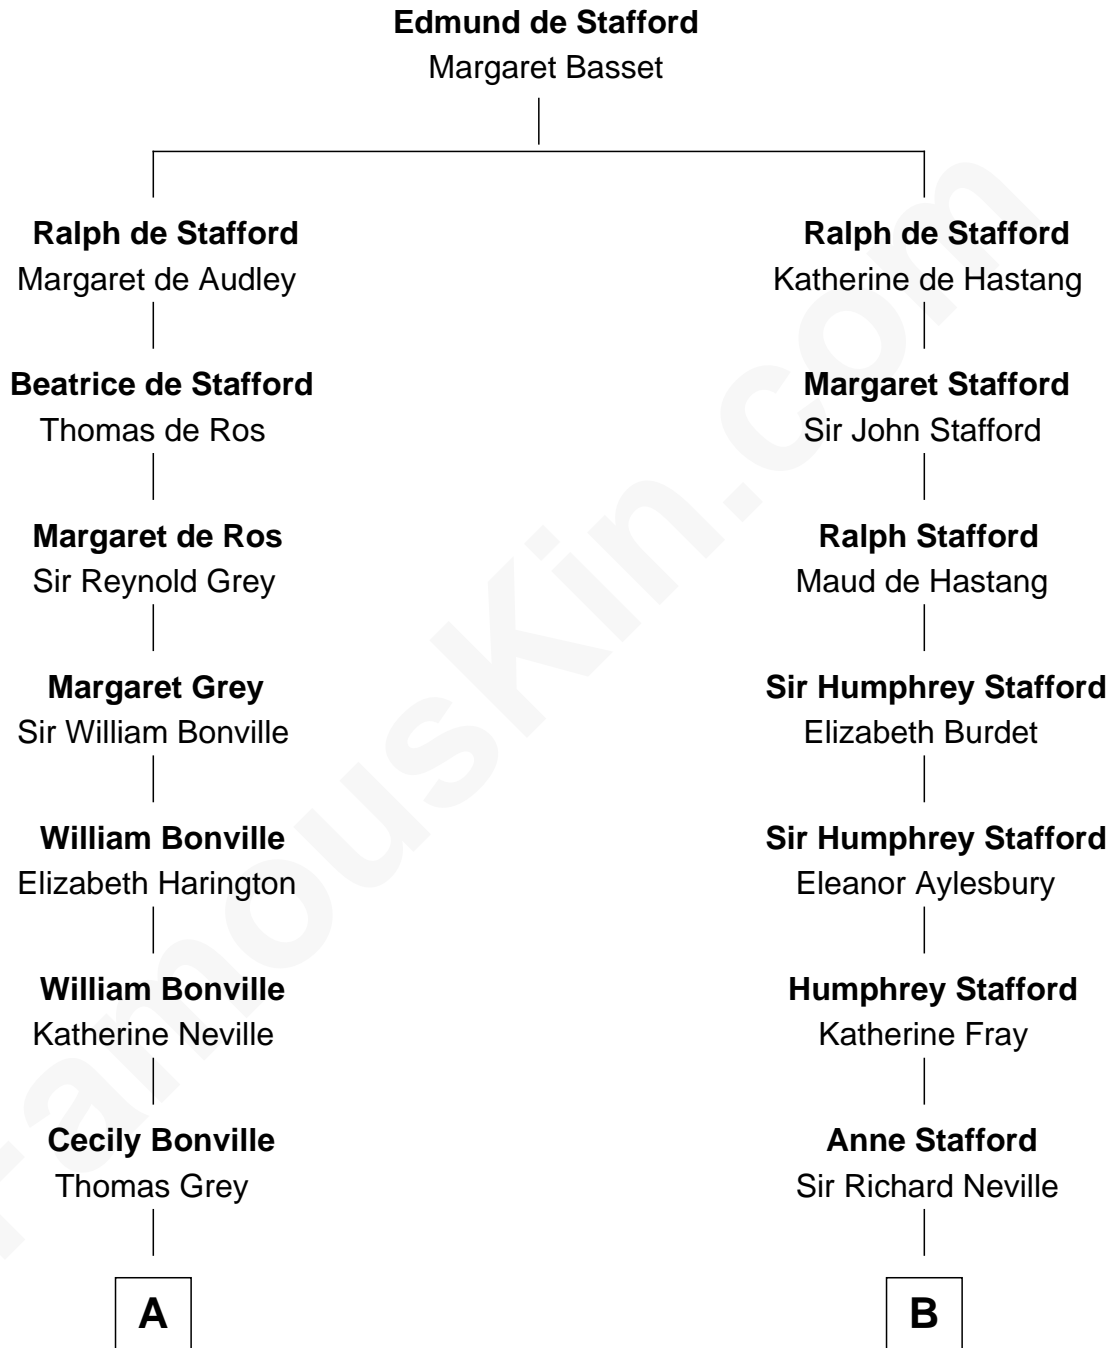 Edmund de Stafford
Margaret Basset
Ralph de Stafford
Margaret de Audley
Ralph de Stafford
Katherine de Hastang
Beatrice de Stafford
Thomas de Ros
Margaret Stafford
Sir John Stafford
Margaret de Ros
Sir Reynold Grey
Ralph Stafford
Maud de Hastang
Margaret Grey
Sir William Bonville
Sir Humphrey Stafford
Elizabeth Burdet
William Bonville
Elizabeth Harington
Sir Humphrey Stafford
Eleanor Aylesbury
William Bonville
Katherine Neville
Humphrey Stafford
Katherine Fray
Cecily Bonville
Thomas Grey
Anne Stafford
Sir Richard Neville
A
B
FamousKin.com